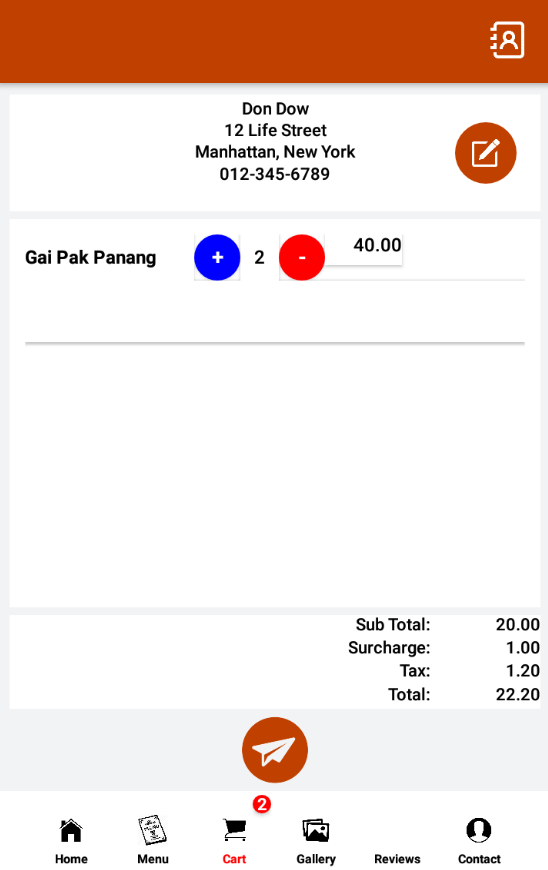 Don Dow
12 Life Street
Manhattan, New York
012-345-6789
Gai Pak Panang + 2 - 40.00
Sub Total: 20.00
Surcharge: 1.00
Tax: 1.20
Total: 22.20
2
Home Menu Cart Gallery Reviews Contact